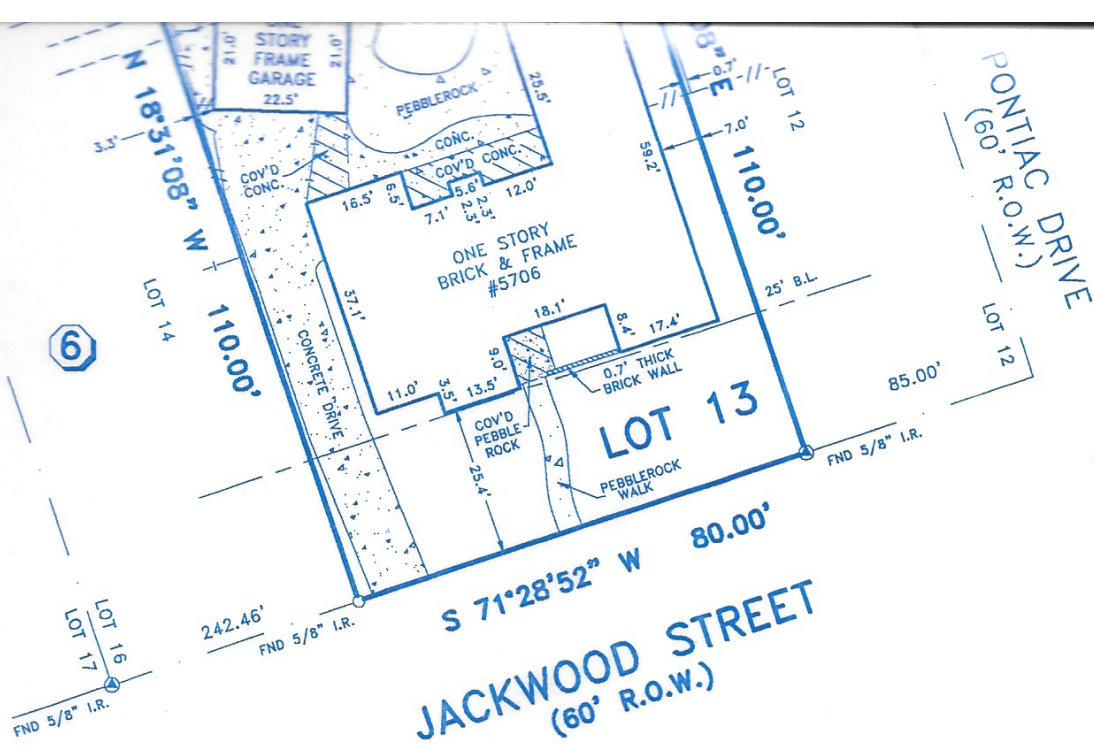 ONE
STORY
FRAME
GARAGE
21.0'
21.0'
22.5'
PEBBLEROCK
25.5'
08" E
0.7'
LOT 12
7.0'
59.2'
110.00'
PONTIAC DRIVE
(60' R.O.W.)
LOT 12
3.3'
N 18°31'08" W
110.00'
COV'D
CONC.
CONC.
COV'D CONC.
16.5'
6.5'
7.1'
2.3'
5.6'
2.3'
12.0'
ONE STORY
BRICK & FRAME
#5706
37.1'
LOT 14
6
CONCRETE DRIVE
18.1'
8.4'
17.4'
9.0'
25' B.L.
11.0'
3.5'
13.5'
0.7' THICK
BRICK WALL
COV'D
PEBBLE
ROCK
LOT 13
25.4'
PEBBLEROCK
WALK
85.00'
FND 5/8" I.R.
80.00'
S 71°28'52" W
242.46'
FND 5/8" I.R.
LOT 16
LOT 17
FND 5/8" I.R.
JACKWOOD STREET
(60' R.O.W.)